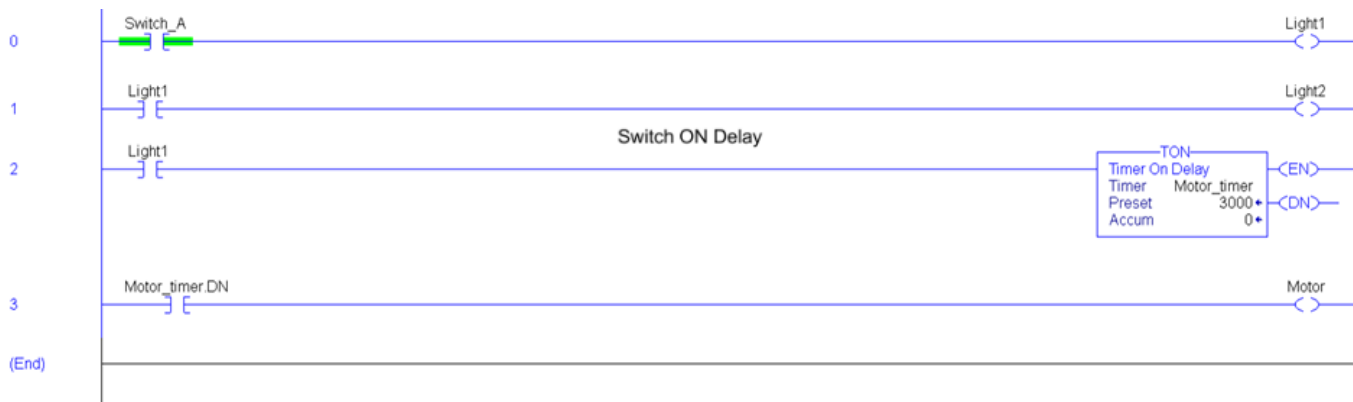 Switch_A Light1
0
Light1 Light2
1
Switch ON Delay
Light1 TON
2 Timer On Delay EN
Timer Motor_timer
Preset 3000 DN
Accum 0
Motor_timer.DN Motor
3
(End)